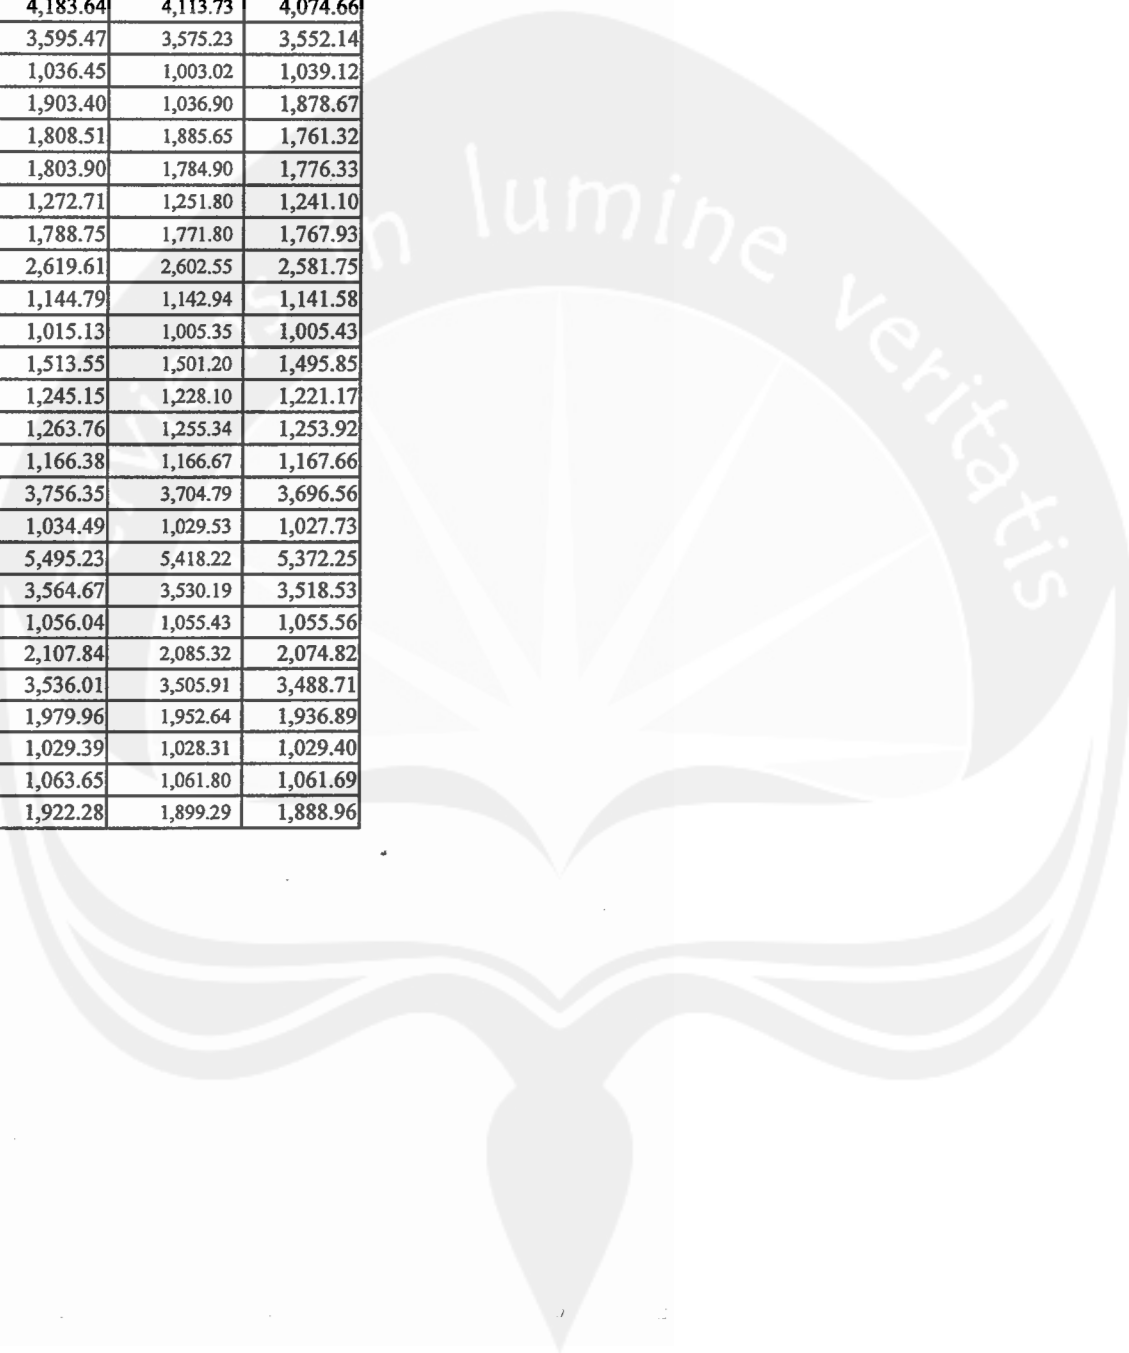 4,183.64 4,113.73 4,074.66
3,595.47 3,575.23 3,552.14
1,036.45 1,003.02 1,039.12
1,903.40 1,036.90 1,878.67
1,808.51 1,885.65 1,761.32
1,803.90 1,784.90 1,776.33
1,272.71 1,251.80 1,241.10
1,788.75 1,771.80 1,767.93
2,619.61 2,602.55 2,581.75
1,144.79 1,142.94 1,141.58
1,015.13 1,005.35 1,005.43
1,513.55 1,501.20 1,495.85
1,245.15 1,228.10 1,221.17
1,263.76 1,255.34 1,253.92
1,166.38 1,166.67 1,167.66
3,756.35 3,704.79 3,696.56
1,034.49 1,029.53 1,027.73
5,495.23 5,418.22 5,372.25
3,564.67 3,530.19 3,518.53
1,056.04 1,055.43 1,055.56
2,107.84 2,085.32 2,074.82
3,536.01 3,505.91 3,488.71
1,979.96 1,952.64 1,936.89
1,029.39 1,028.31 1,029.40
1,063.65 1,061.80 1,061.69
1,922.28 1,899.29 1,888.96
in lumine veritatis